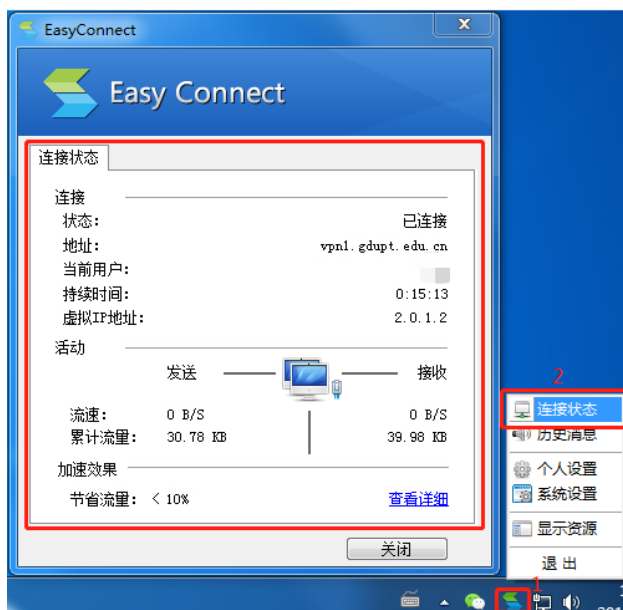 EasyConnect
Easy Connect
连接状态
连接
状态： 已连接
地址： vpn1.gdupt.edu.cn
当前用户：
持续时间： 0:15:13
虚拟IP地址： 2.0.1.2
活动
发送 接收
流速： 0 B/S 0 B/S
累计流量： 30.78 KB 39.98 KB
加速效果
节省流量： < 10% 查看详细
关闭
2
连接状态
历史消息
个人设置
系统设置
显示资源
退出
1